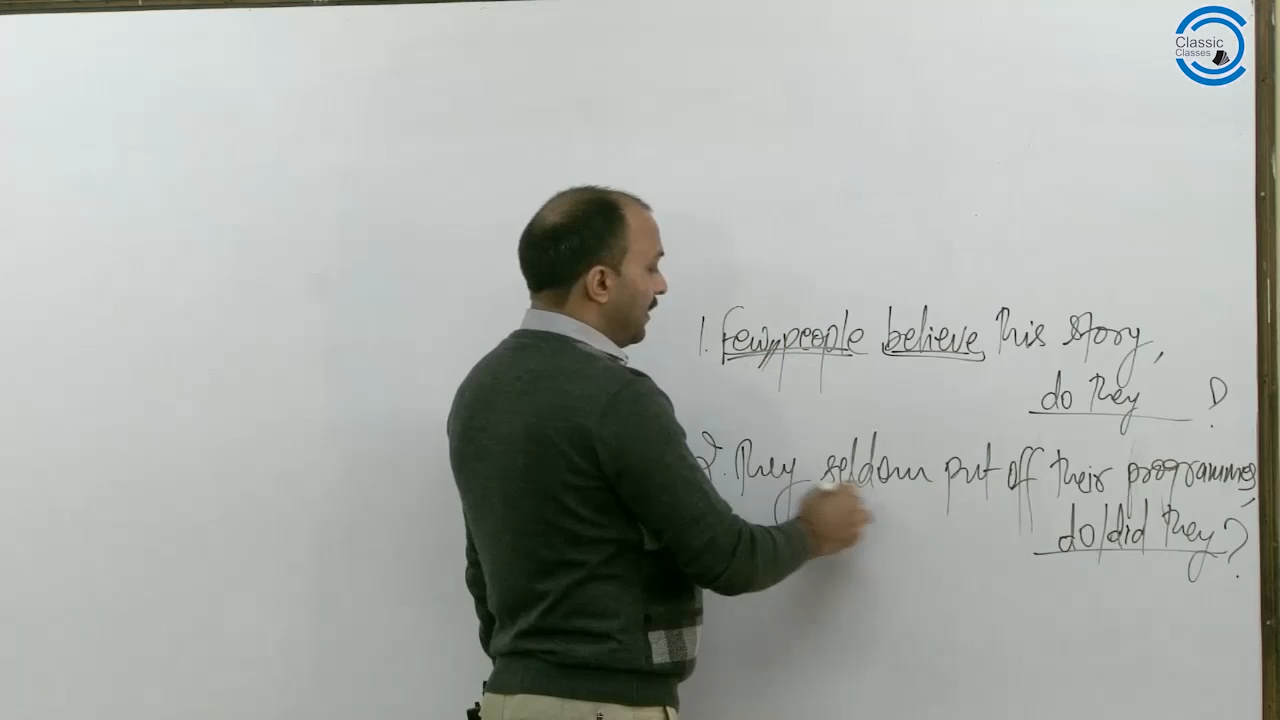 Classic
Classes
1. Few people believe this story,
do they ?
2. They seldom put off their programmes,
do/did they?